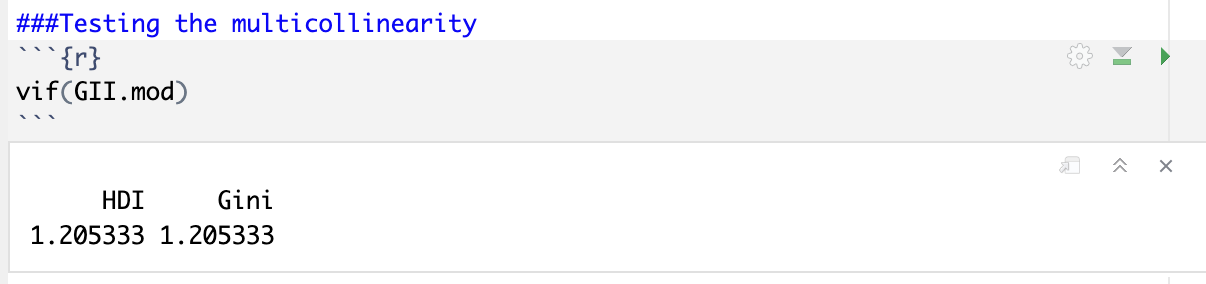 ###Testing the multicollinearity
```{r}
vif(GII.mod)
```
HDI Gini
1.205333 1.205333